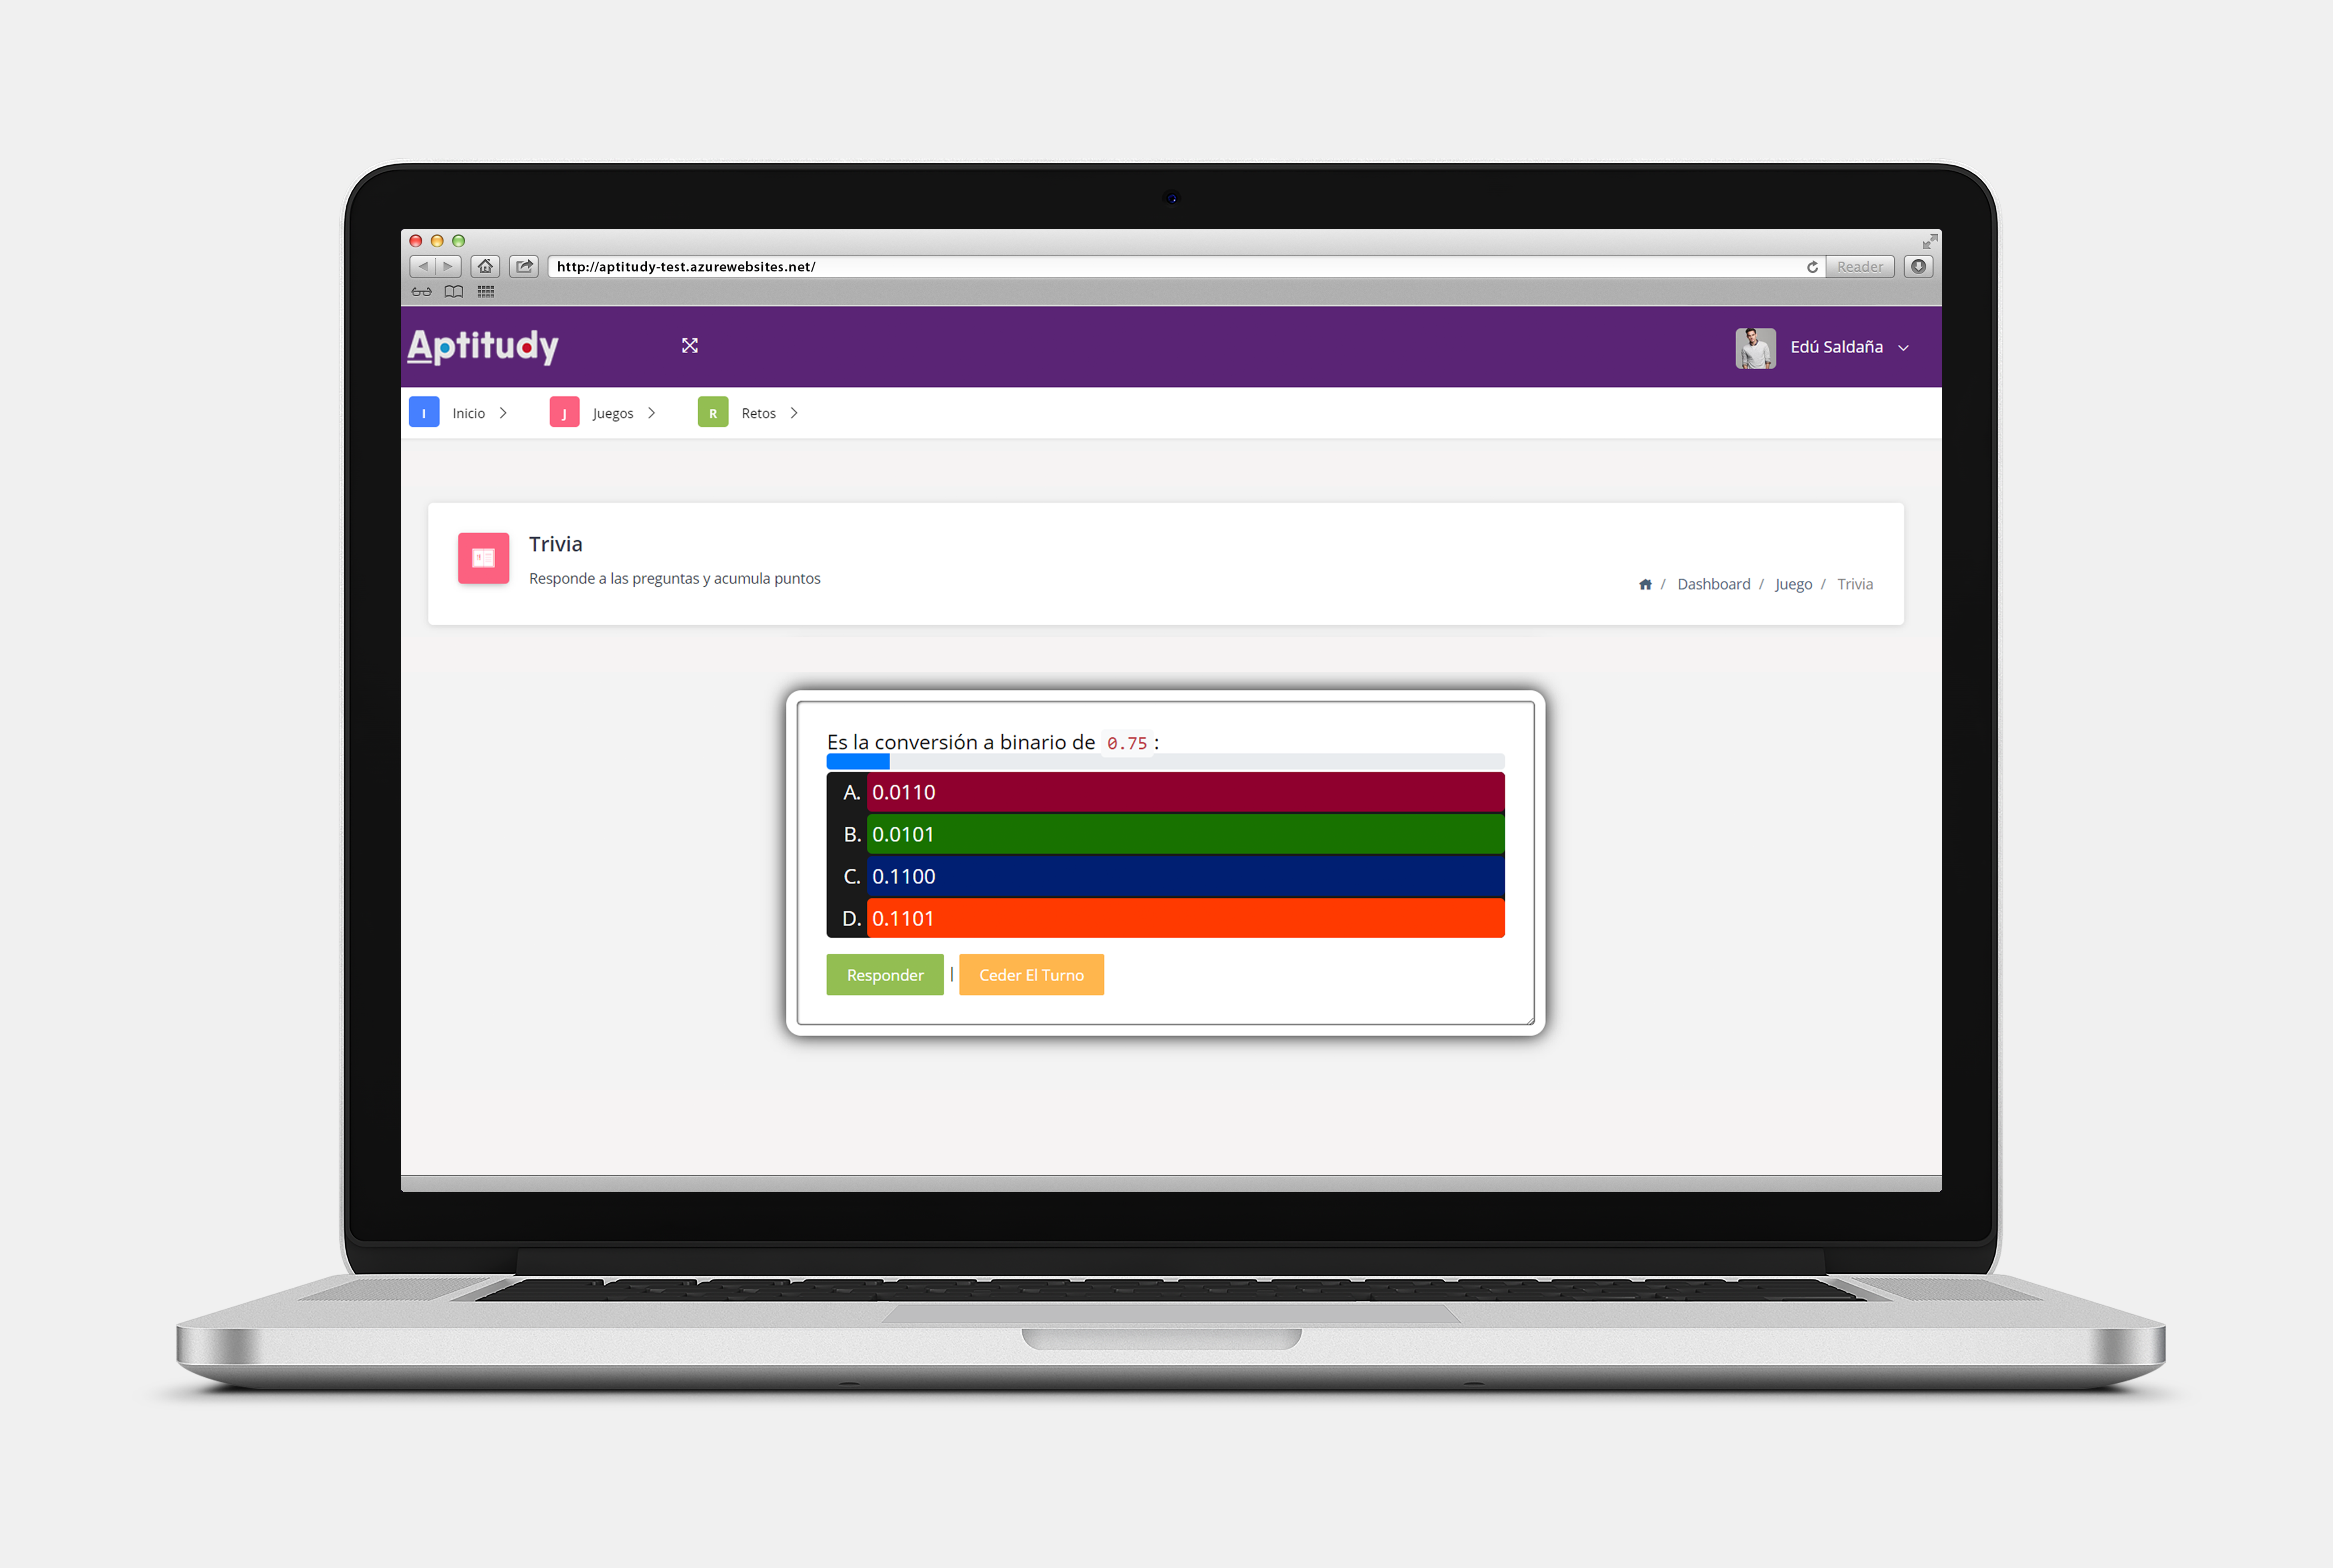 http://aptitudy-test.azurewebsites.net/
Reader
Aptitudy
Edú Saldaña
I Inicio
J Juegos
R Retos
Trivia
Responde a las preguntas y acumula puntos
/ Dashboard / Juego / Trivia
Es la conversión a binario de 0.75 :
A. 0.0110
B. 0.0101
C. 0.1100
D. 0.1101
Responder | Ceder El Turno